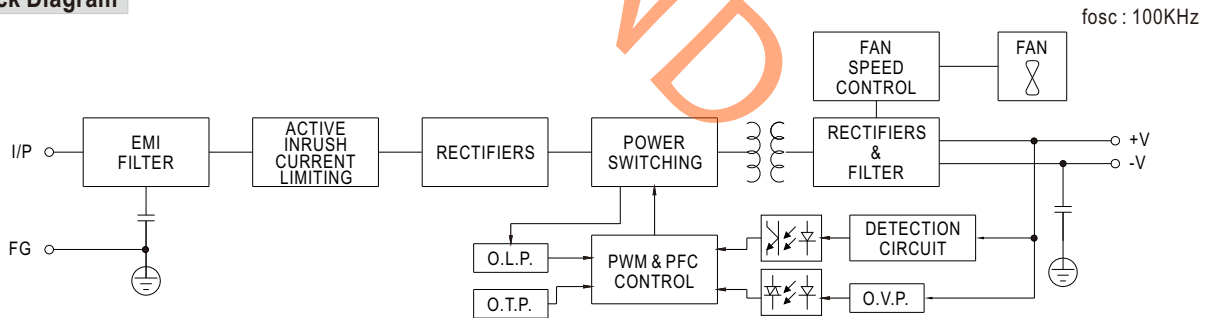 ck Diagram
fosc : 100KHz
FAN
SPEED
CONTROL
FAN
I/P
EMI
FILTER
ACTIVE
INRUSH
CURRENT
LIMITING
RECTIFIERS
POWER
SWITCHING
RECTIFIERS
&
FILTER
+V
-V
FG
O.L.P.
PWM & PFC
CONTROL
DETECTION
CIRCUIT
O.T.P.
O.V.P.